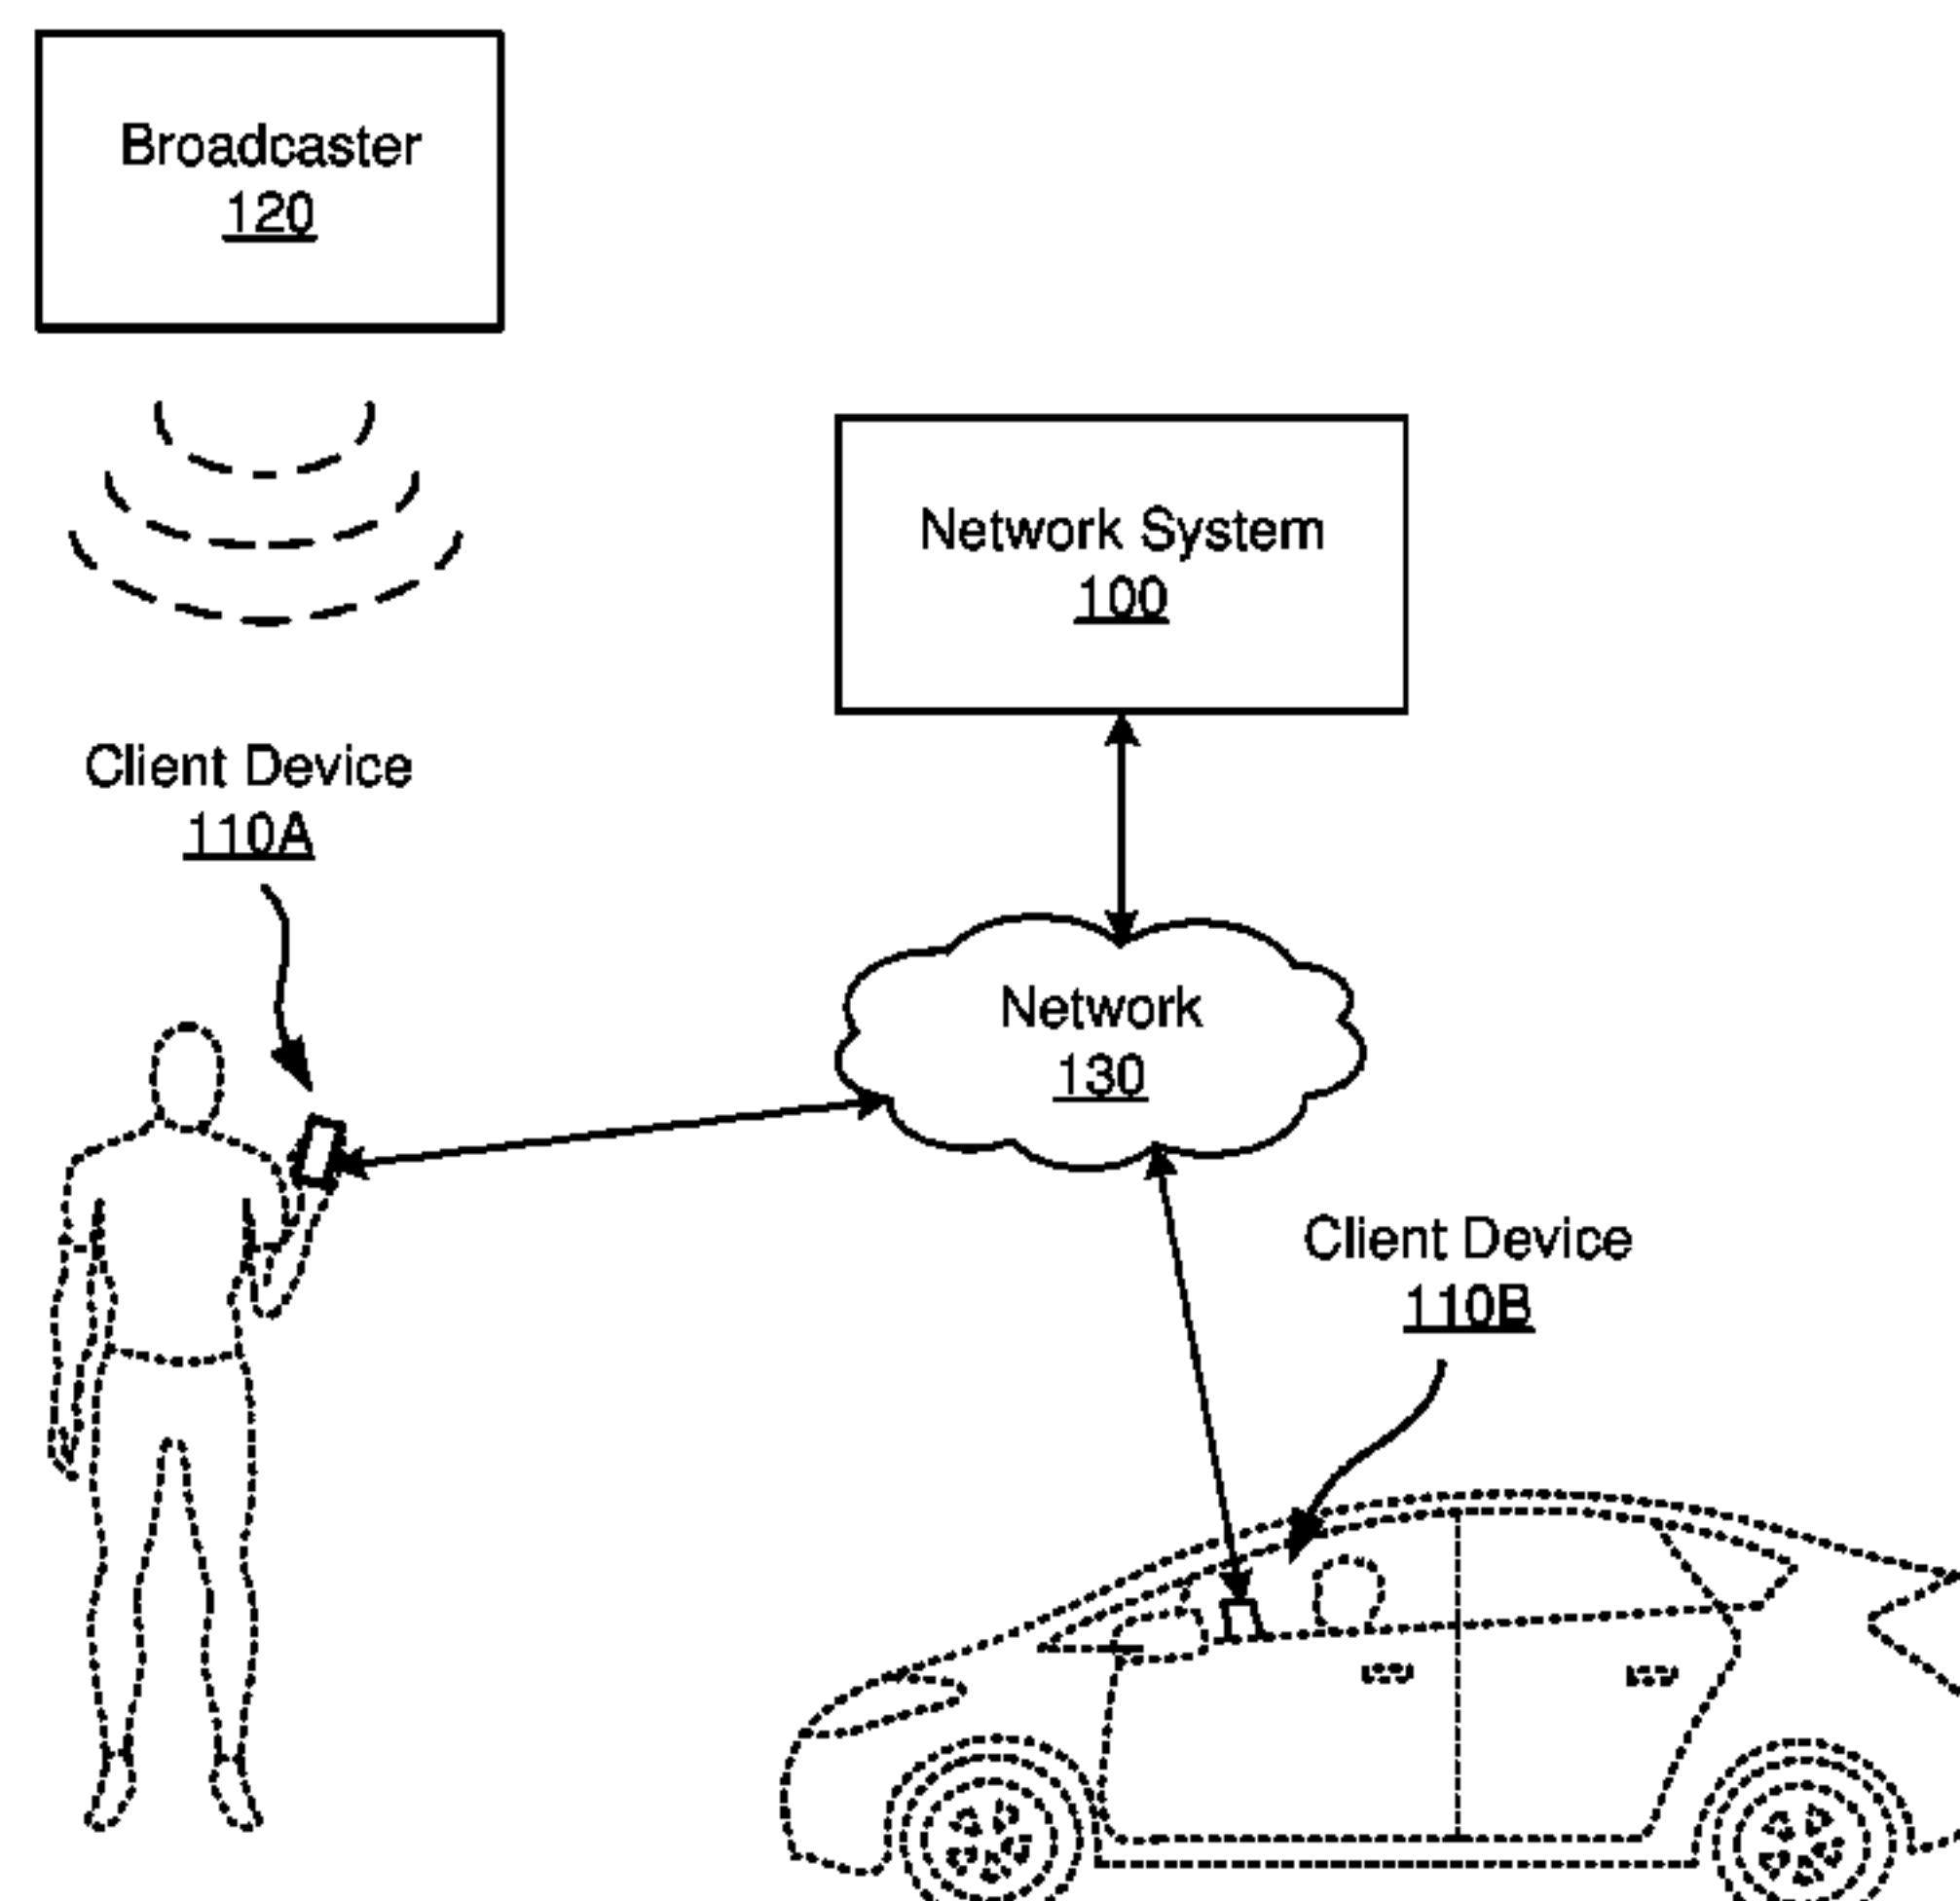 Broadcaster
120
Network System
100
Client Device
110A
Network
130
Client Device
110B